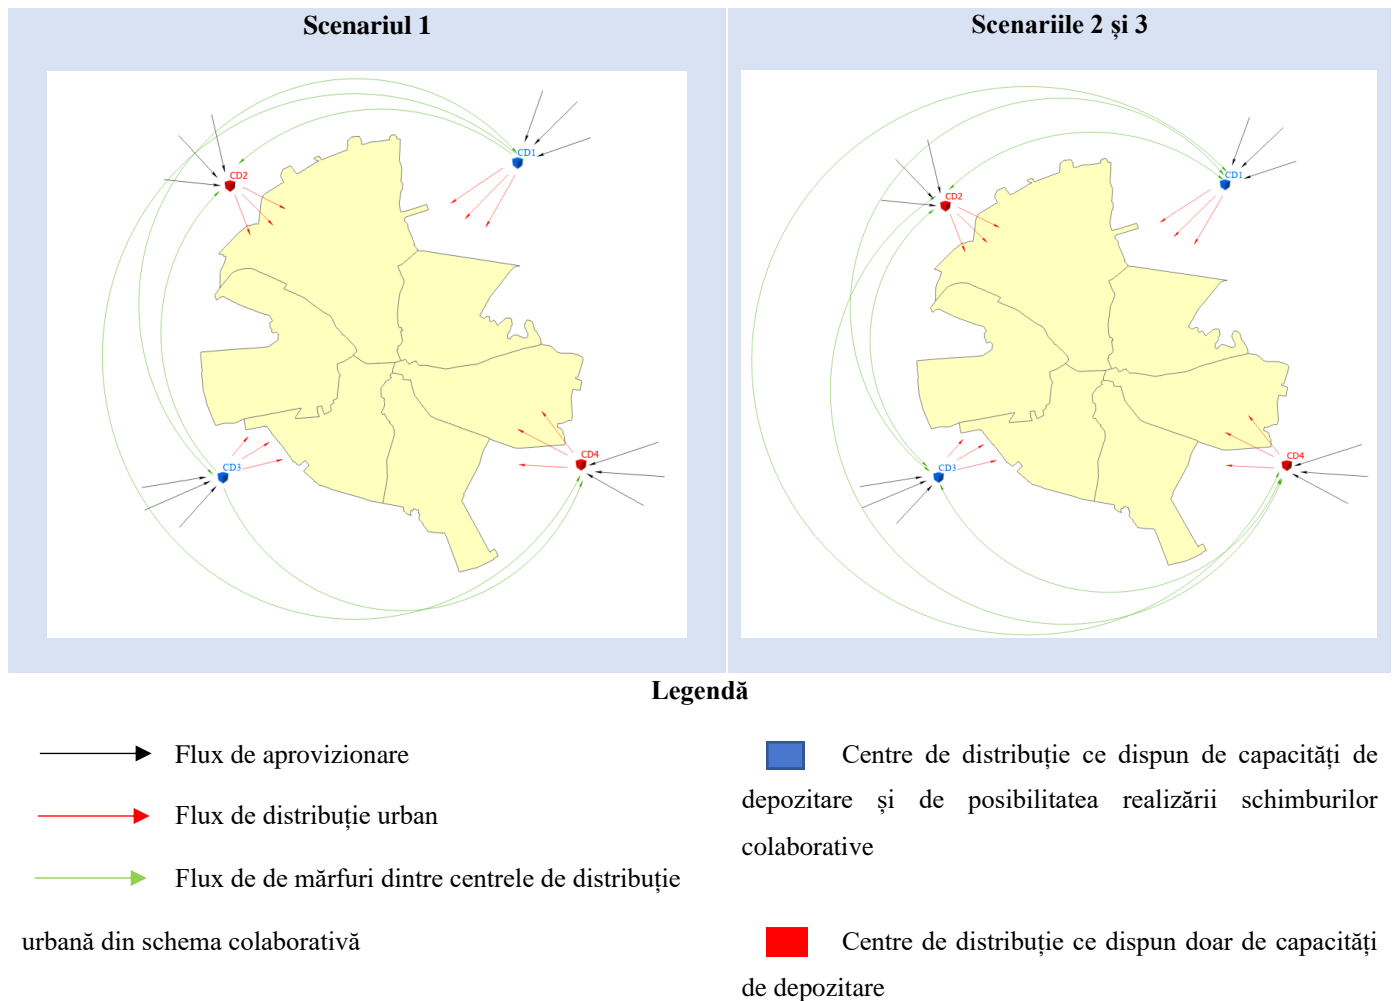 Scenariul 1
Scenariile 2 și 3
CD1
CD2
CD3
CD4
CD1
CD2
CD3
CD4
Legendă
Flux de aprovizionare
Flux de distribuție urban
Flux de de mărfuri dintre centrele de distribuție
urbană din schema colaborativă
Centre de distribuție ce dispun de capacități de
depozitare și de posibilitatea realizării schimburilor
colaborative
Centre de distribuție ce dispun doar de capacități
de depozitare